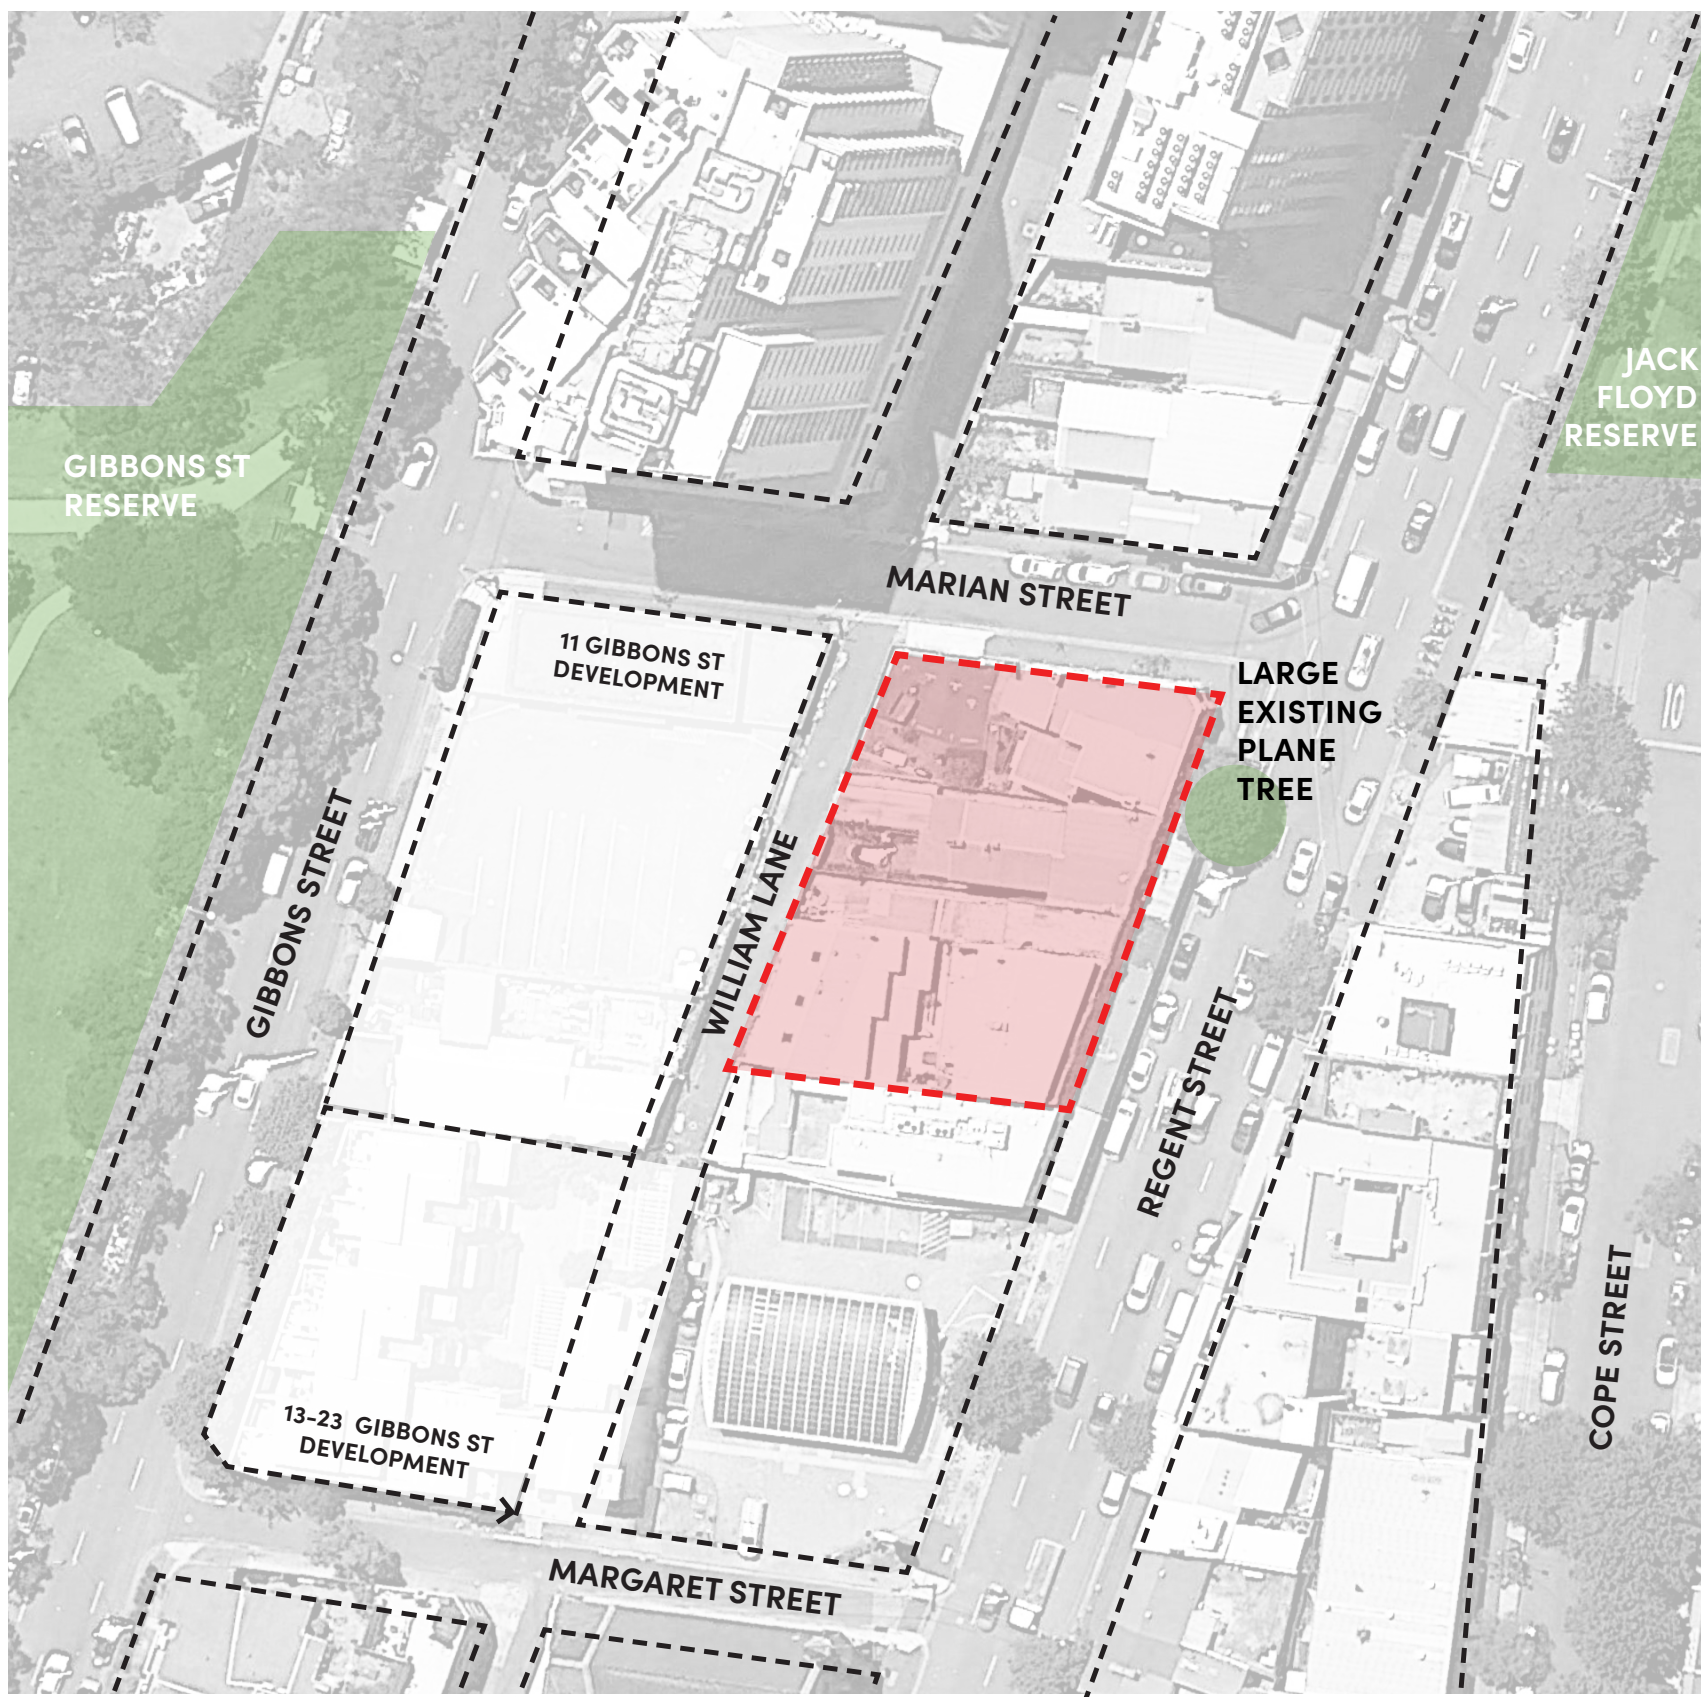 JACK
FLOYD
RESERVE
GIBBONS ST
RESERVE
MARIAN STREET
11 GIBBONS ST
DEVELOPMENT
LARGE
EXISTING
PLANE
TREE
GIBBONS STREET
WILLIAM LANE
REGENT STREET
COPE STREET
13-23 GIBBONS ST
DEVELOPMENT
MARGARET STREET